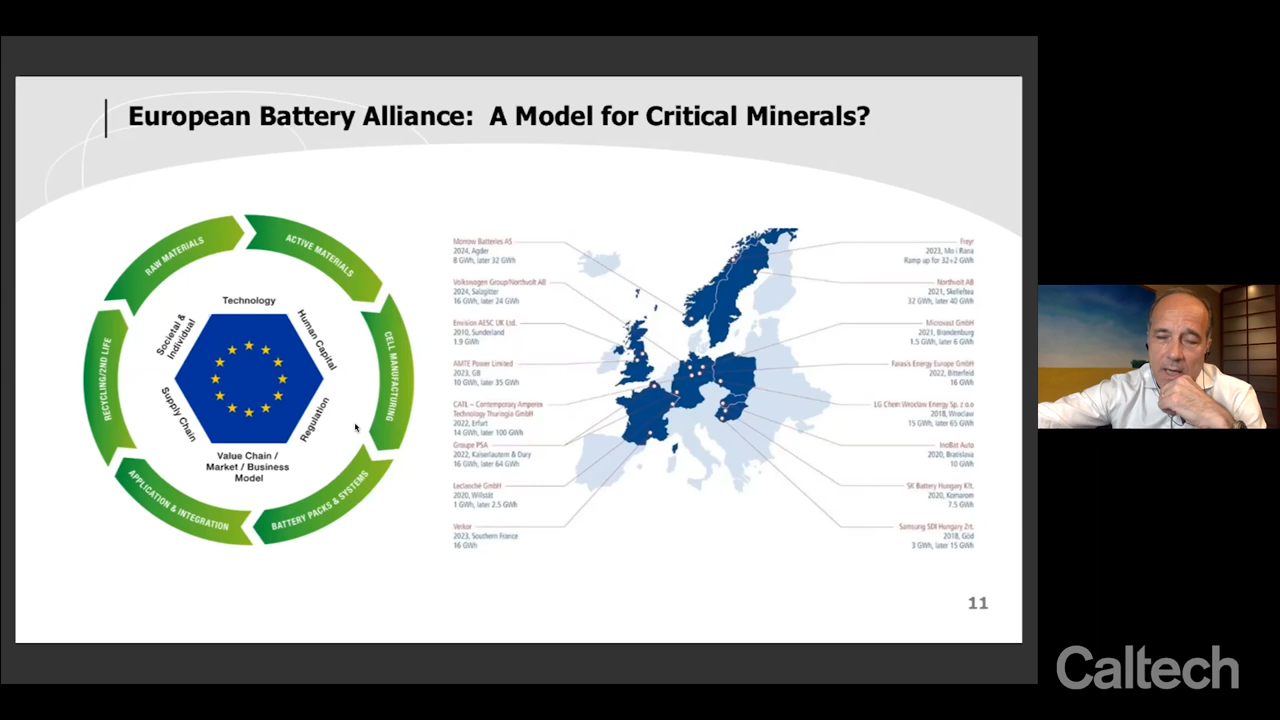 European Battery Alliance: A Model for Critical Minerals?
RAW MATERIALS
ACTIVE MATERIALS
CELL MANUFACTURING
BATTERY PACKS & SYSTEMS
APPLICATION & INTEGRATION
RECYCLING/2ND LIFE
Technology
Human Capital
Regulation
Value Chain /
Market / Business
Model
Supply Chain
Societal &
Individual
Morrow Batteries AS
2024, Agder
8 GWh, later 32 GWh
Volkswagen Group/Northvolt AB
2024, Salzgitter
16 GWh, later 24 GWh
Envision AESC UK Ltd.
2010, Sunderland
1.9 GWh
AMTE Power Limited
2023, GB
10 GWh, later 35 GWh
CATL – Contemporary Amperex
Technology Thuringia GmbH
2022, Erfurt
14 GWh, later 100 GWh
Groupe PSA
2022, Kaiserlautern & Dury
16 GWh, later 64 GWh
Leclanché GmbH
2020, Willstät
1 GWh, later 2.5 GWh
Verkor
2023, Southern France
16 GWh
Freyr
2023, Mo i Rana
Ramp up for 32+2 GWh
Northvolt AB
2021, Skelleftea
32 GWh, later 40 GWh
Microvast GmbH
2021, Brandenburg
1.5 GWh, later 6 GWh
Farasis Energy Europe GmbH
2022, Bitterfeld
16 GWh
LG Chem Wroclaw Energy Sp. z o.o
2018, Wroclaw
15 GWh, later 65 GWh
InoBat Auto
2020, Bratislava
10 GWh
SK Battery Hungary Kft.
2020, Komarom
7.5 GWh
Samsung SDI Hungary Zrt.
2018, Göd
3 GWh, later 15 GWh
11
Caltech